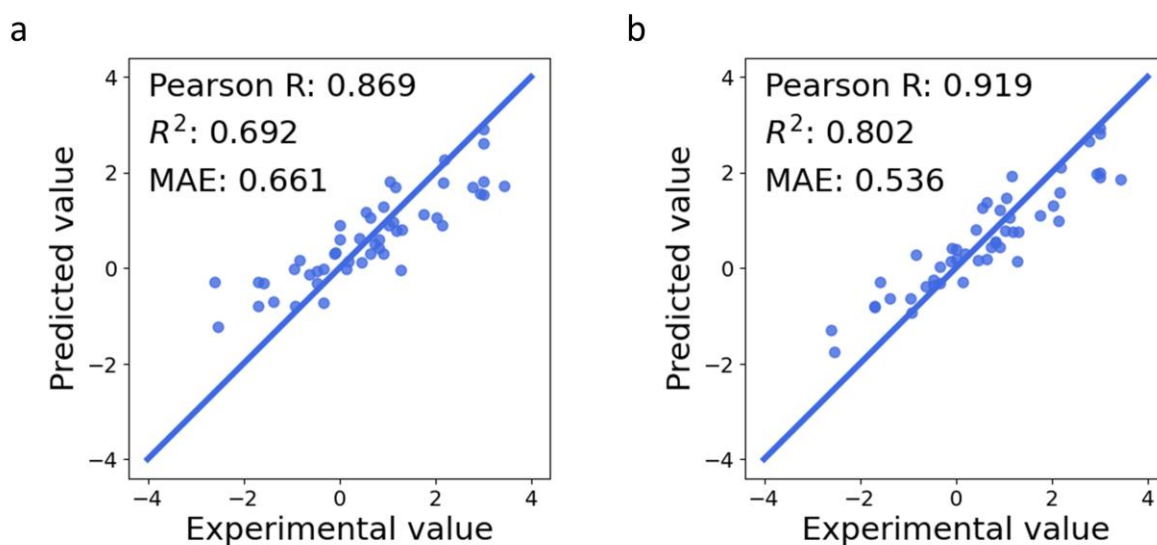 a
Pearson R: 0.869
R²: 0.692
MAE: 0.661
4
2
0
−2
−4
Predicted value
−4 −2 0 2 4
Experimental value
b
Pearson R: 0.919
R²: 0.802
MAE: 0.536
4
2
0
−2
−4
Predicted value
−4 −2 0 2 4
Experimental value